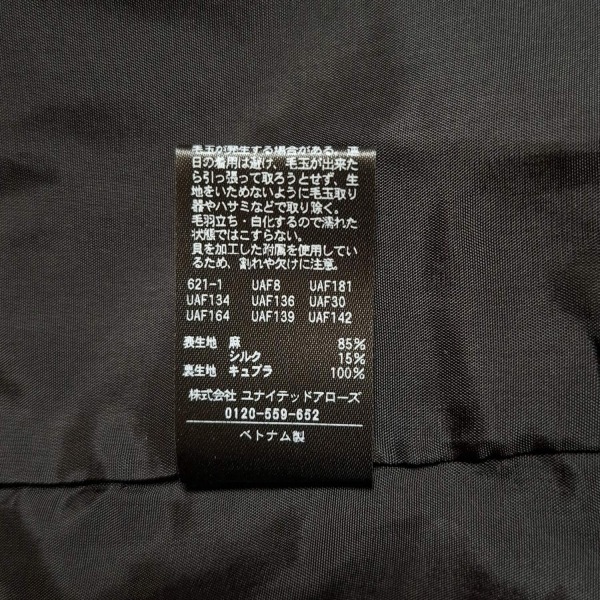 毛玉が発生する場合がある。連
日の着用は避け、毛玉が出来た
ら引っ張って取ろうとせず、生
地をいためないように毛玉取り
器やハサミなどで取り除く。
毛羽立ち・白化するので濡れた
状態ではこすらない。
貝を加工した附属を使用してい
るため、割れや欠けに注意。
621-1 UAF8 UAF181
UAF134 UAF136 UAF30
UAF164 UAF139 UAF142
表生地 麻 85%
シルク 15%
裏生地 キュプラ 100%
株式会社 ユナイテッドアローズ
0120-559-652
ベトナム製